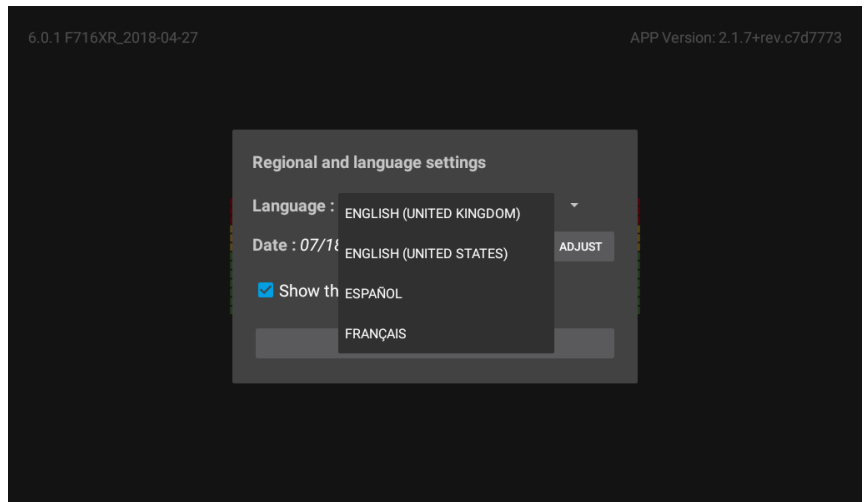 6.0.1 F716XR_2018-04-27
APP Version: 2.1.7+rev.c7d7773
Regional and language settings
Language :
ENGLISH (UNITED KINGDOM)
Date : 07/18
ENGLISH (UNITED STATES)
ADJUST
Show th
ESPAÑOL
FRANÇAIS